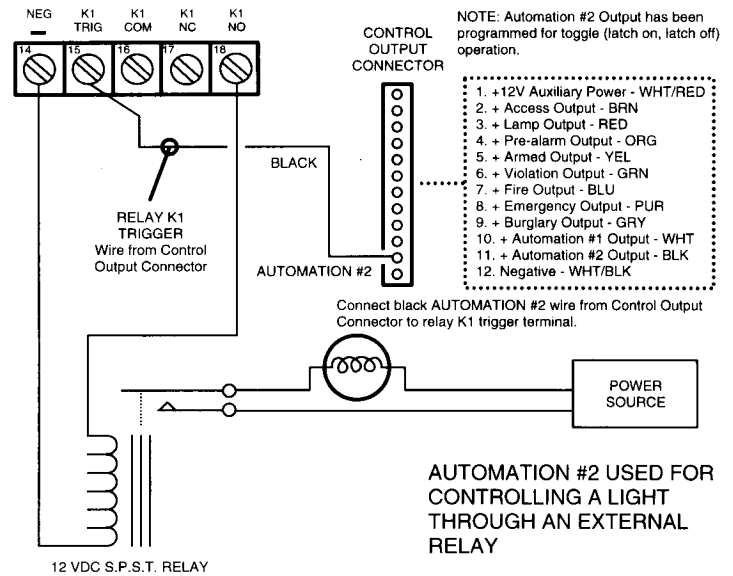 NEG K1 K1 K1 K1
TRIG COM NC NO
14 15 16 17 18
CONTROL
OUTPUT
CONNECTOR
NOTE: Automation #2 Output has been
programmed for toggle (latch on, latch off)
operation.
1. +12V Auxiliary Power - WHT/RED
2. + Access Output - BRN
3. + Lamp Output - RED
4. + Pre-alarm Output - ORG
5. + Armed Output - YEL
6. + Violation Output - GRN
7. + Fire Output - BLU
8. + Emergency Output - PUR
9. + Burglary Output - GRY
10. + Automation #1 Output - WHT
11. + Automation #2 Output - BLK
12. Negative - WHT/BLK
BLACK
RELAY K1
TRIGGER
Wire from Control
Output Connector
AUTOMATION #2
Connect black AUTOMATION #2 wire from Control Output
Connector to relay K1 trigger terminal.
POWER
SOURCE
AUTOMATION #2 USED FOR
CONTROLLING A LIGHT
THROUGH AN EXTERNAL
RELAY
12 VDC S.P.S.T. RELAY